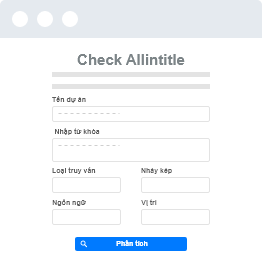 Check Allintitle
Tên dự án
Nhập từ khóa
Loại truy vấn
Nháy kép
Ngôn ngữ
Vị trí
Phân tích